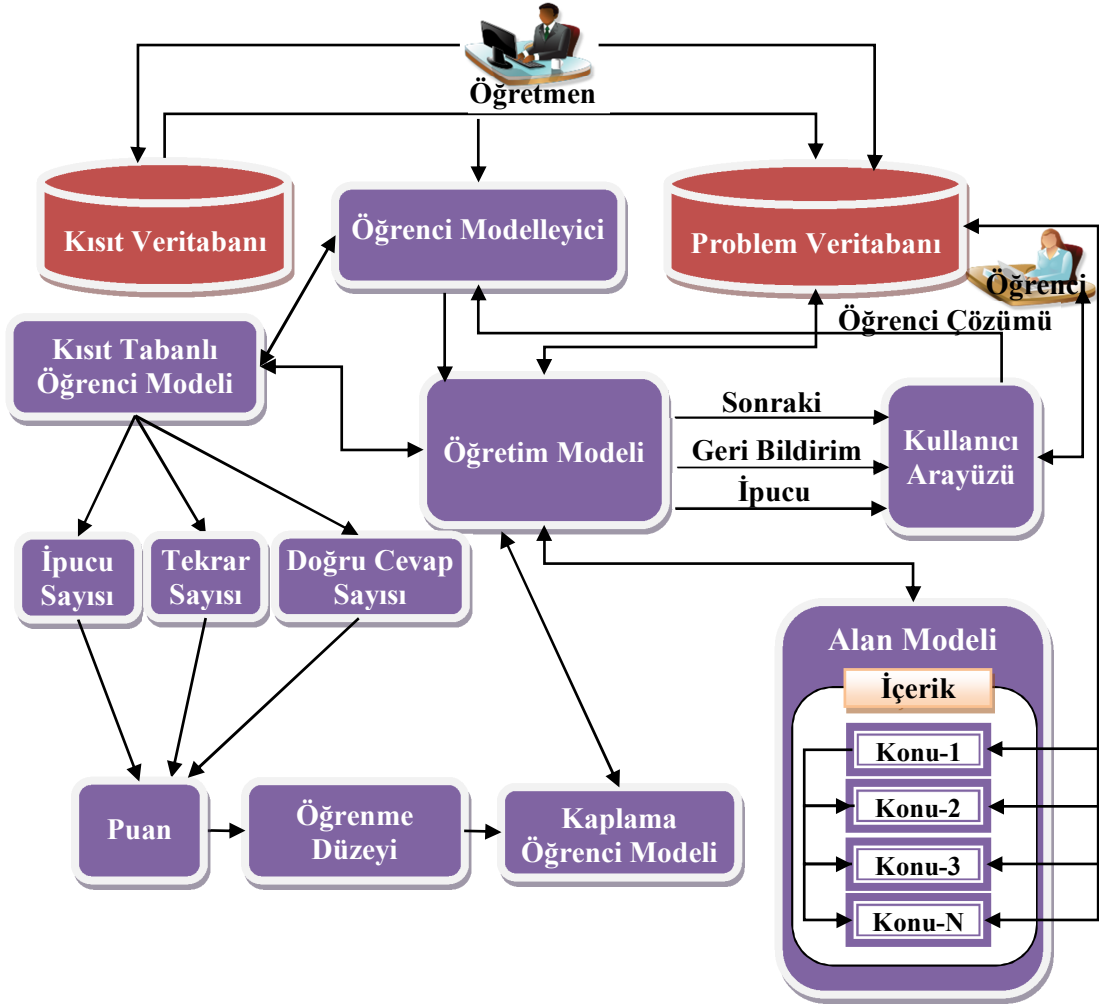 Öğretmen
Kısıt Veritabanı
Öğrenci Modelleyici
Problem Veritabanı
Öğrenci
Öğrenci Çözümü
Kısıt Tabanlı
Öğrenci Modeli
Öğretim Modeli
Sonraki
Geri Bildirim
İpucu
Kullanıcı
Arayüzü
İpucu
Sayısı
Tekrar
Sayısı
Doğru Cevap
Sayısı
Alan Modeli
İçerik
Konu-1
Konu-2
Konu-3
Konu-N
Puan
Öğrenme
Düzeyi
Kaplama
Öğrenci Modeli